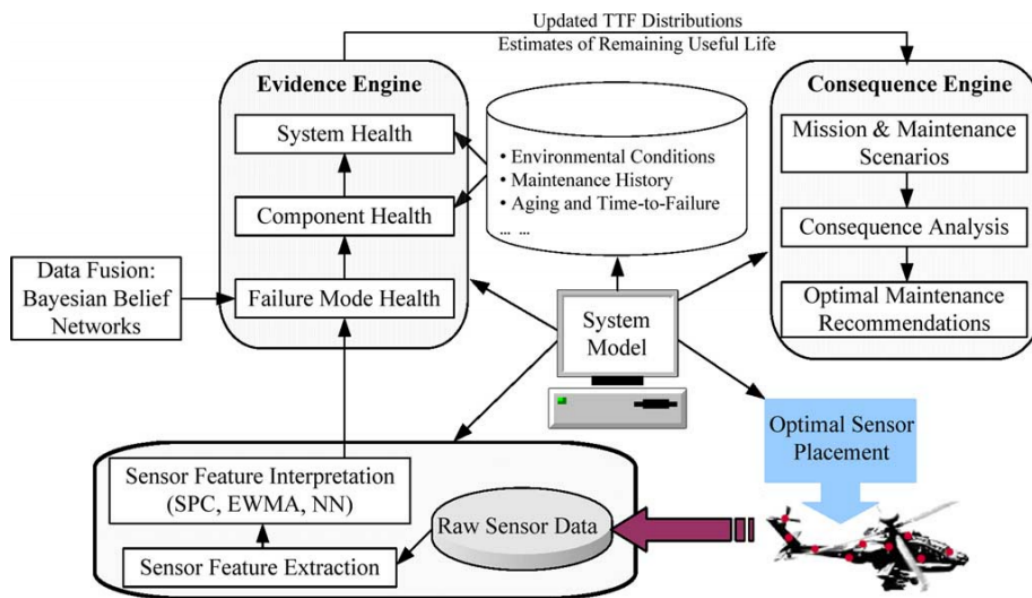 Updated TTF Distributions
Estimates of Remaining Useful Life
Evidence Engine
System Health
Component Health
Failure Mode Health
Data Fusion:
Bayesian Belief
Networks
• Environmental Conditions
• Maintenance History
• Aging and Time-to-Failure
... ...
System
Model
Consequence Engine
Mission & Maintenance
Scenarios
Consequence Analysis
Optimal Maintenance
Recommendations
Optimal Sensor
Placement
Sensor Feature Interpretation
(SPC, EWMA, NN)
Sensor Feature Extraction
Raw Sensor Data